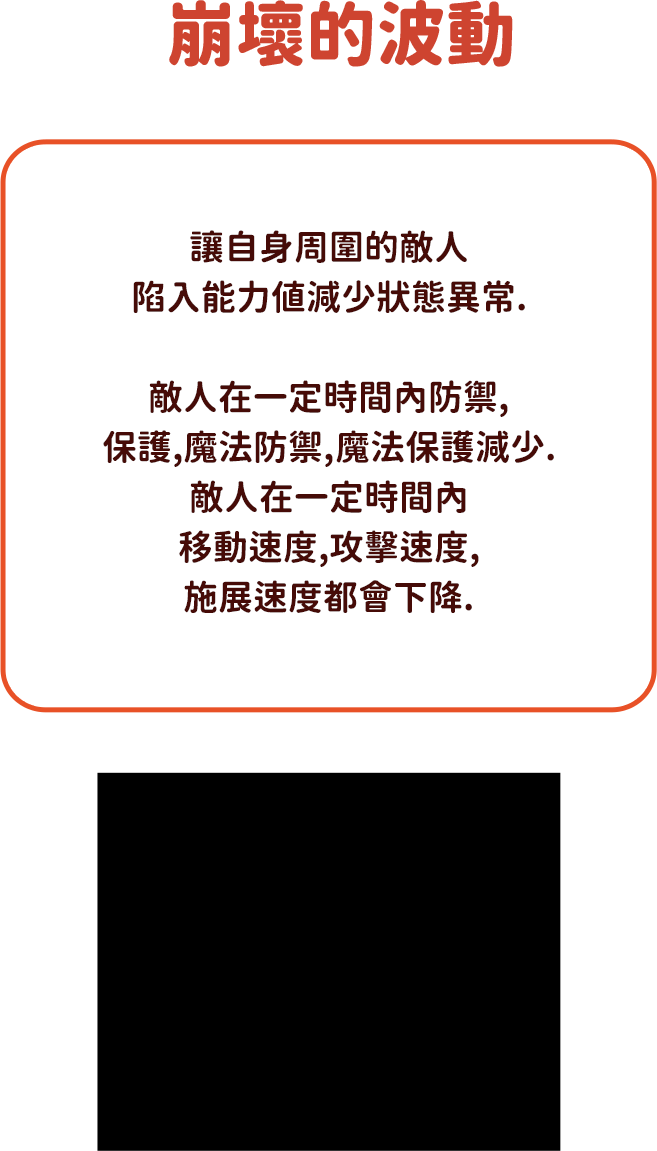 崩壞的波動
讓自身周圍的敵人
陷入能力值減少狀態異常.
敵人在一定時間內防禦,
保護,魔法防禦,魔法保護減少.
敵人在一定時間內
移動速度,攻擊速度,
施展速度都會下降.